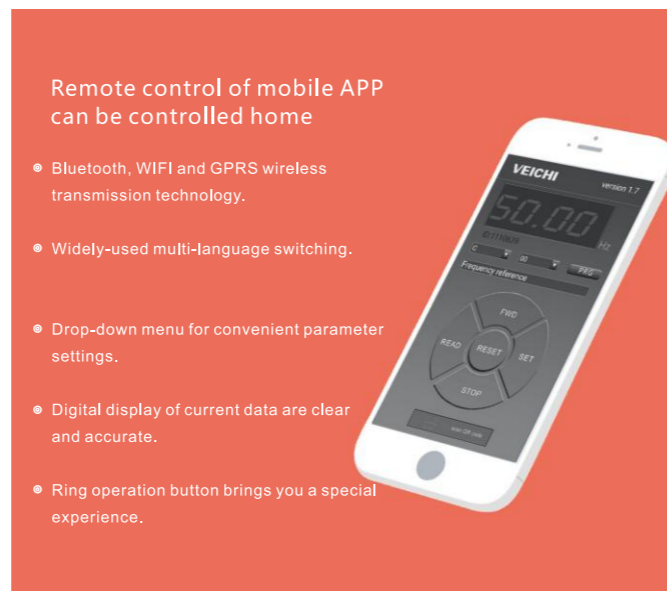 Remote control of mobile APP
can be controlled home
Bluetooth, WIFI and GPRS wireless
transmission technology.
Widely-used multi-language switching.
Drop-down menu for convenient parameter
settings.
Digital display of current data are clear
and accurate.
Ring operation button brings you a special
experience.
VEICHI
version 1.7
50.00
Hz
C
00
PRG
Frequency reference
FWD
READ
RESET
SET
STOP